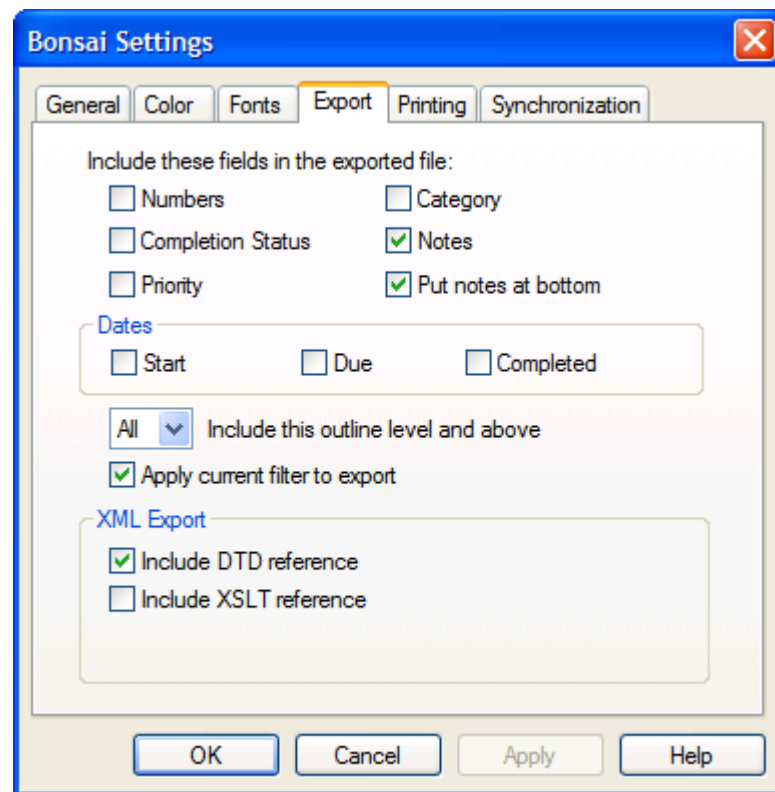 Bonsai Settings
General Color Fonts Export Printing Synchronization
Include these fields in the exported file:
Numbers Category
Completion Status Notes
Priority Put notes at bottom
Dates
Start Due Completed
All Include this outline level and above
Apply current filter to export
XML Export
Include DTD reference
Include XSLT reference
OK Cancel Apply Help